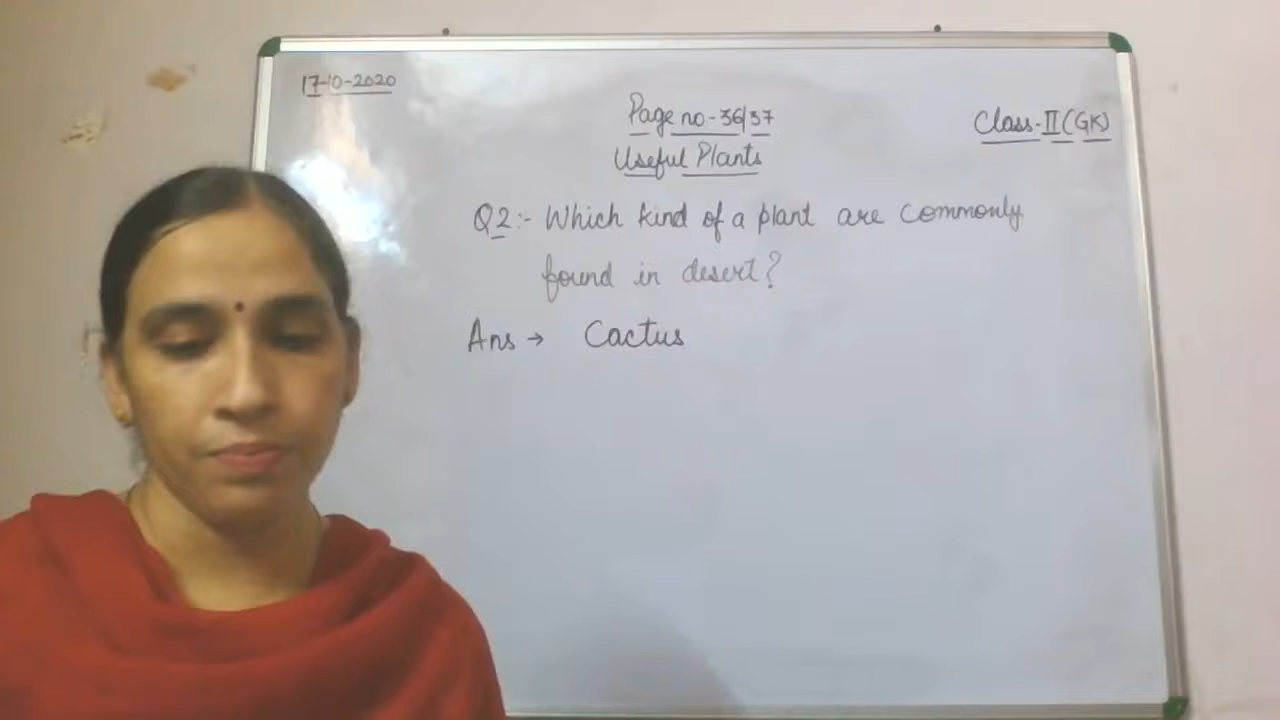 17-10-2020
Page no-36/37
Class-II (GK)
Useful Plants
Q2:- Which kind of a plant are commonly
found in desert?
Ans → Cactus